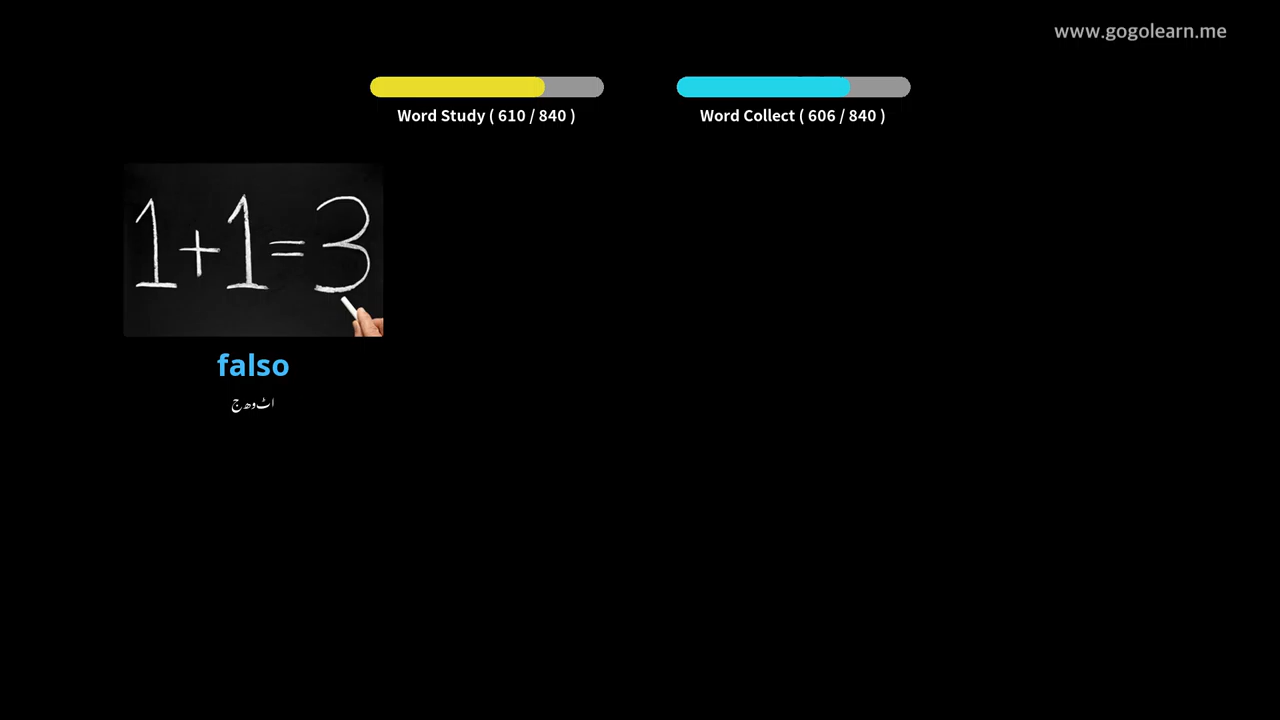 www.gogolearn.me
Word Study ( 610 / 840 )
Word Collect ( 606 / 840 )
1+1=3
falso
اٹوھج